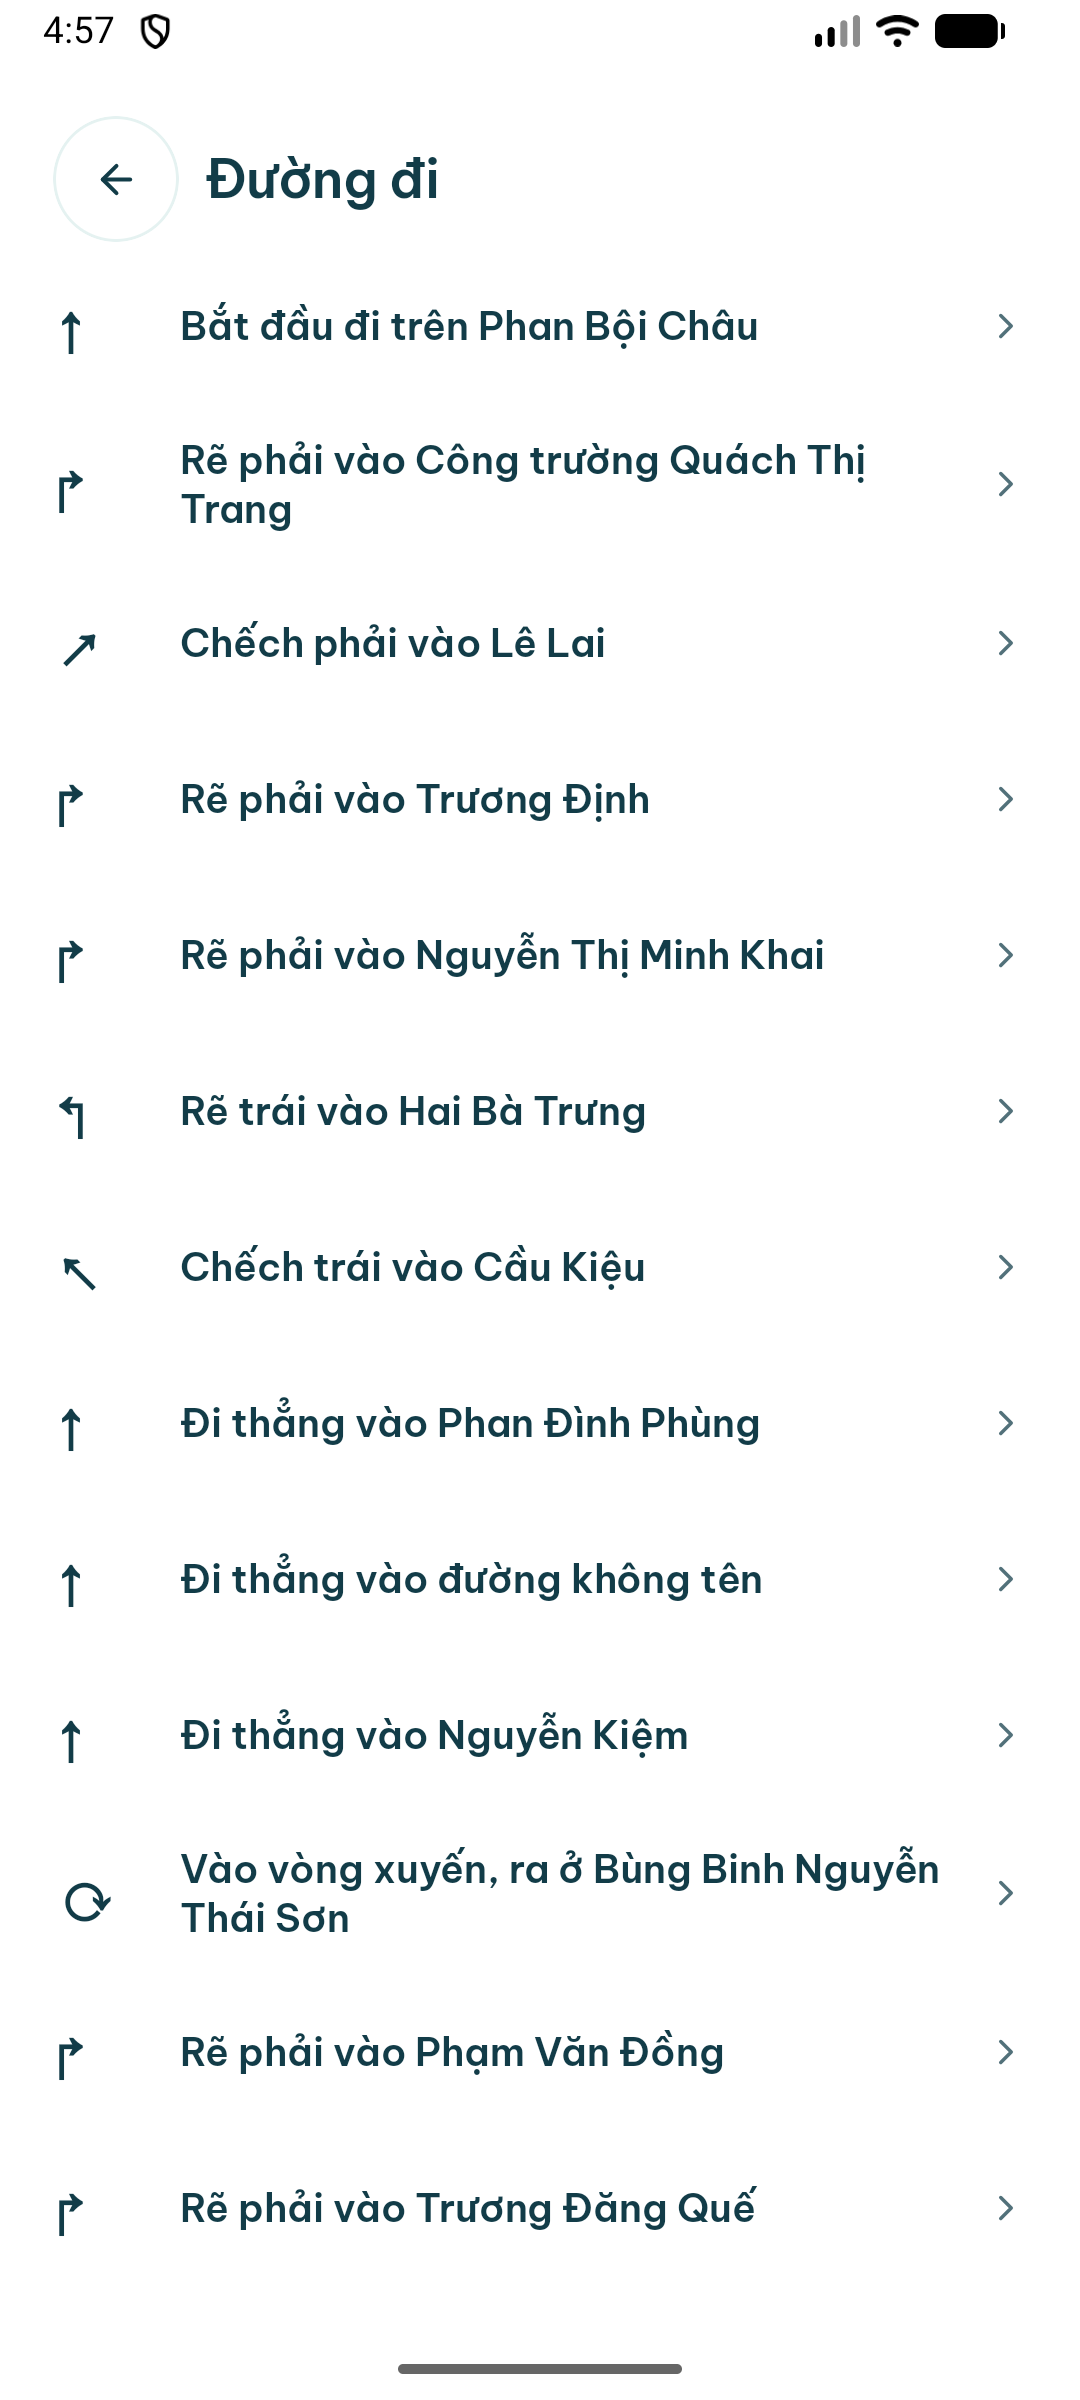 4:57
Đường đi
Bắt đầu đi trên Phan Bội Châu
Rẽ phải vào Công trường Quách Thị
Trang
Chếch phải vào Lê Lai
Rẽ phải vào Trương Định
Rẽ phải vào Nguyễn Thị Minh Khai
Rẽ trái vào Hai Bà Trưng
Chếch trái vào Cầu Kiệu
Đi thẳng vào Phan Đình Phùng
Đi thẳng vào đường không tên
Đi thẳng vào Nguyễn Kiệm
Vào vòng xuyến, ra ở Bùng Binh Nguyễn
Thái Sơn
Rẽ phải vào Phạm Văn Đồng
Rẽ phải vào Trương Đăng Quế